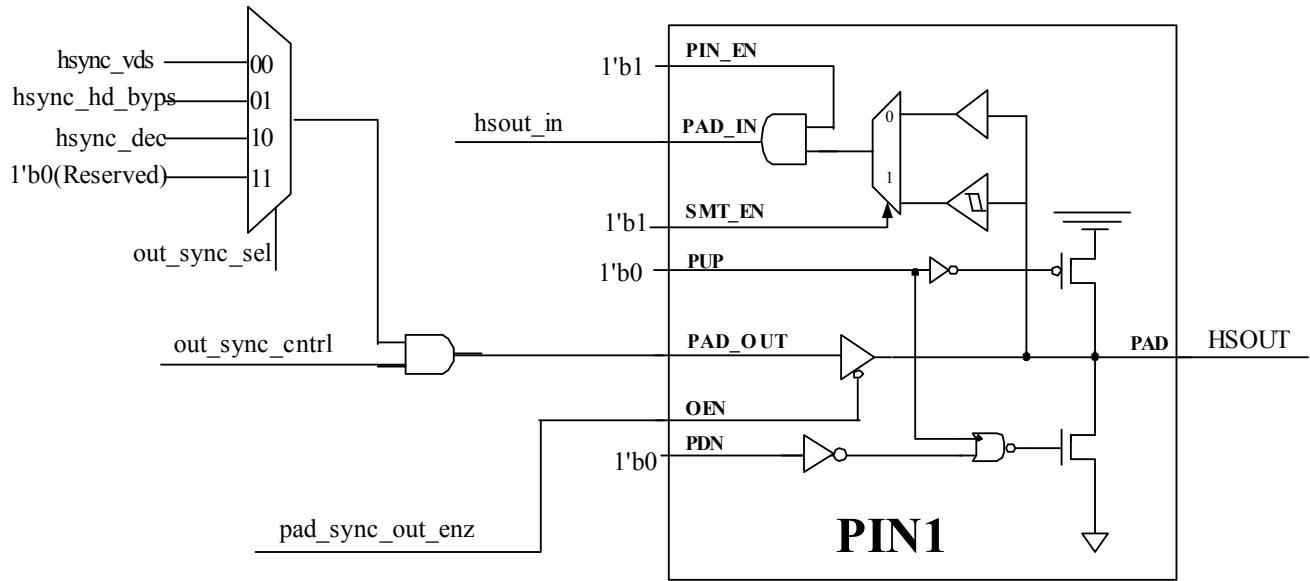 hsync_vds
00
hsync_hd_byps
01
hsync_dec
10
1'b0(Reserved)
11
out_sync_sel
out_sync_cntrl
pad_sync_out_enz
1'b1
PIN_EN
hsout_in
PAD_IN
0
1
1'b1
SMT_EN
1'b0
PUP
PAD_OUT
PAD
HSOUT
OEN
1'b0
PDN
PIN1